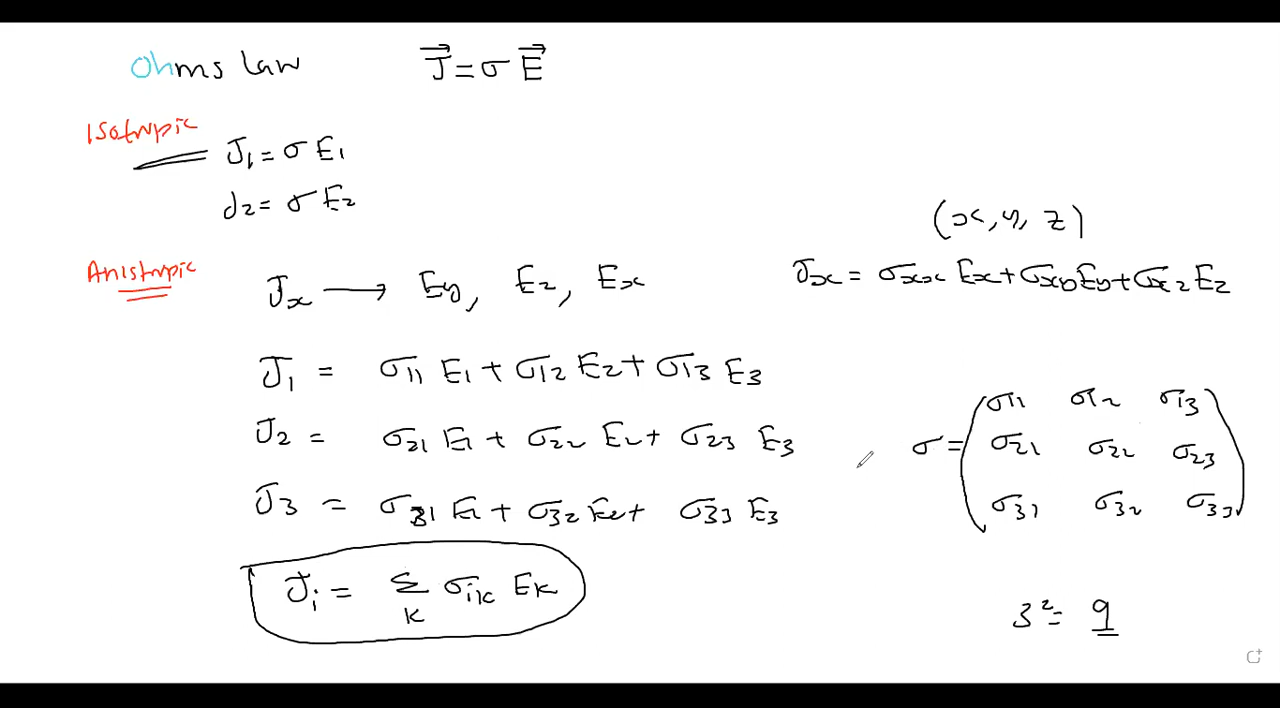 Ohms law J⃗ = σ E⃗
Isotropic
J1 = σ E1
J2 = σ E2
(x, y, z)
Anistropic
Jx → Ey, Ez, Ex
Jx = σxx Ex + σxy Ey + σxz Ez
J1 = σ11 E1 + σ12 E2 + σ13 E3
J2 = σ21 E1 + σ22 E2 + σ23 E3
J3 = σ31 E1 + σ32 E2 + σ33 E3
σ = ( σ11 σ12 σ13
σ21 σ22 σ23
σ31 σ32 σ33 )
Ji = Σk σik Ek
3² = 9